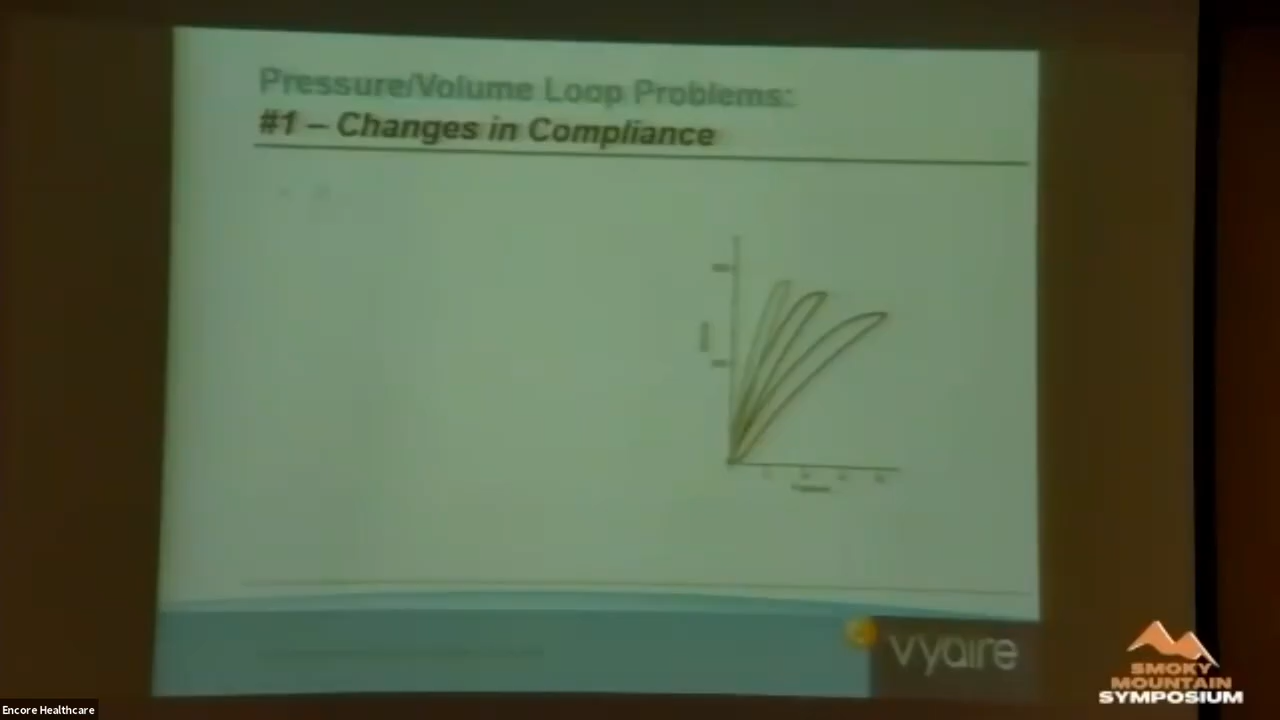 Pressure/Volume Loop Problems:
#1 – Changes in Compliance
vyaire
SMOKY
MOUNTAIN
SYMPOSIUM
Encore Healthcare